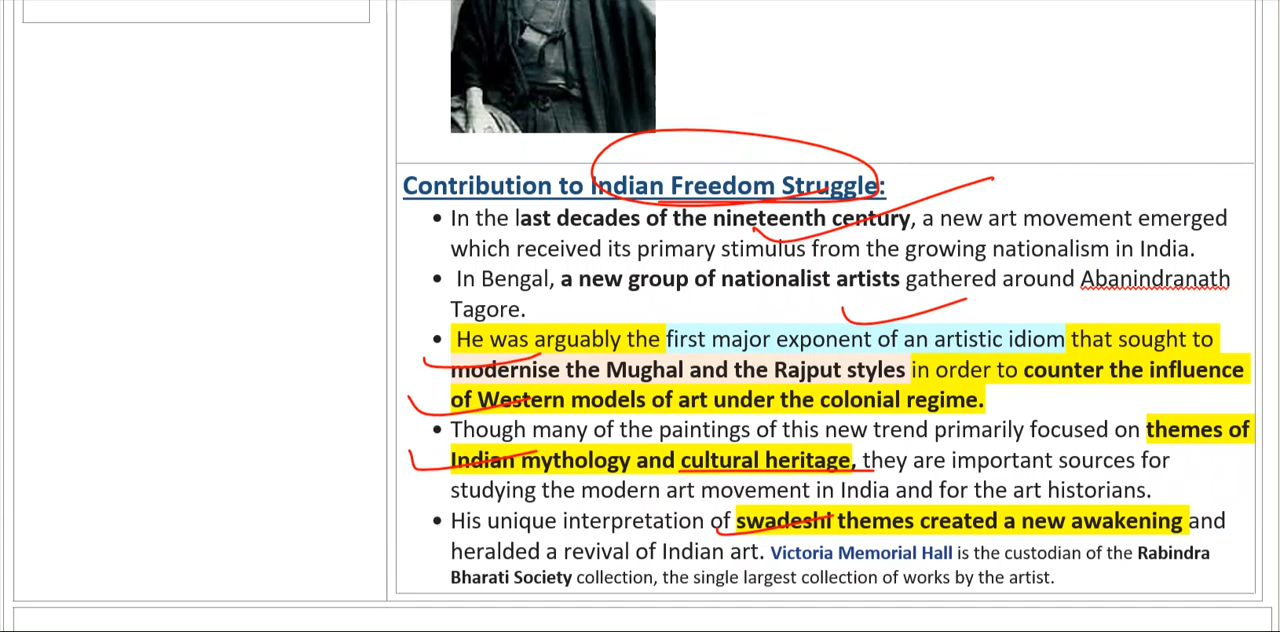 Contribution to Indian Freedom Struggle:
• In the last decades of the nineteenth century, a new art movement emerged
which received its primary stimulus from the growing nationalism in India.
• In Bengal, a new group of nationalist artists gathered around Abanindranath
Tagore.
• He was arguably the first major exponent of an artistic idiom that sought to
modernise the Mughal and the Rajput styles in order to counter the influence
of Western models of art under the colonial regime.
• Though many of the paintings of this new trend primarily focused on themes of
Indian mythology and cultural heritage, they are important sources for
studying the modern art movement in India and for the art historians.
• His unique interpretation of swadeshi themes created a new awakening and
heralded a revival of Indian art. Victoria Memorial Hall is the custodian of the Rabindra
Bharati Society collection, the single largest collection of works by the artist.